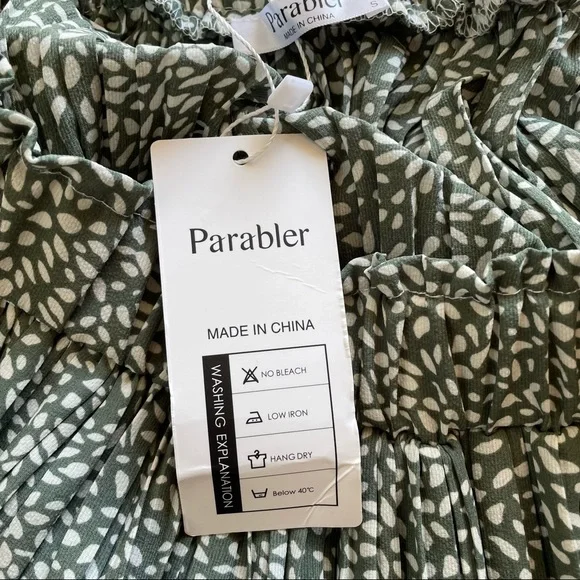 Parabler
MADE IN CHINA
S
Parabler
MADE IN CHINA
WASHING EXPLANATION
NO BLEACH
LOW IRON
HANG DRY
Below 40℃